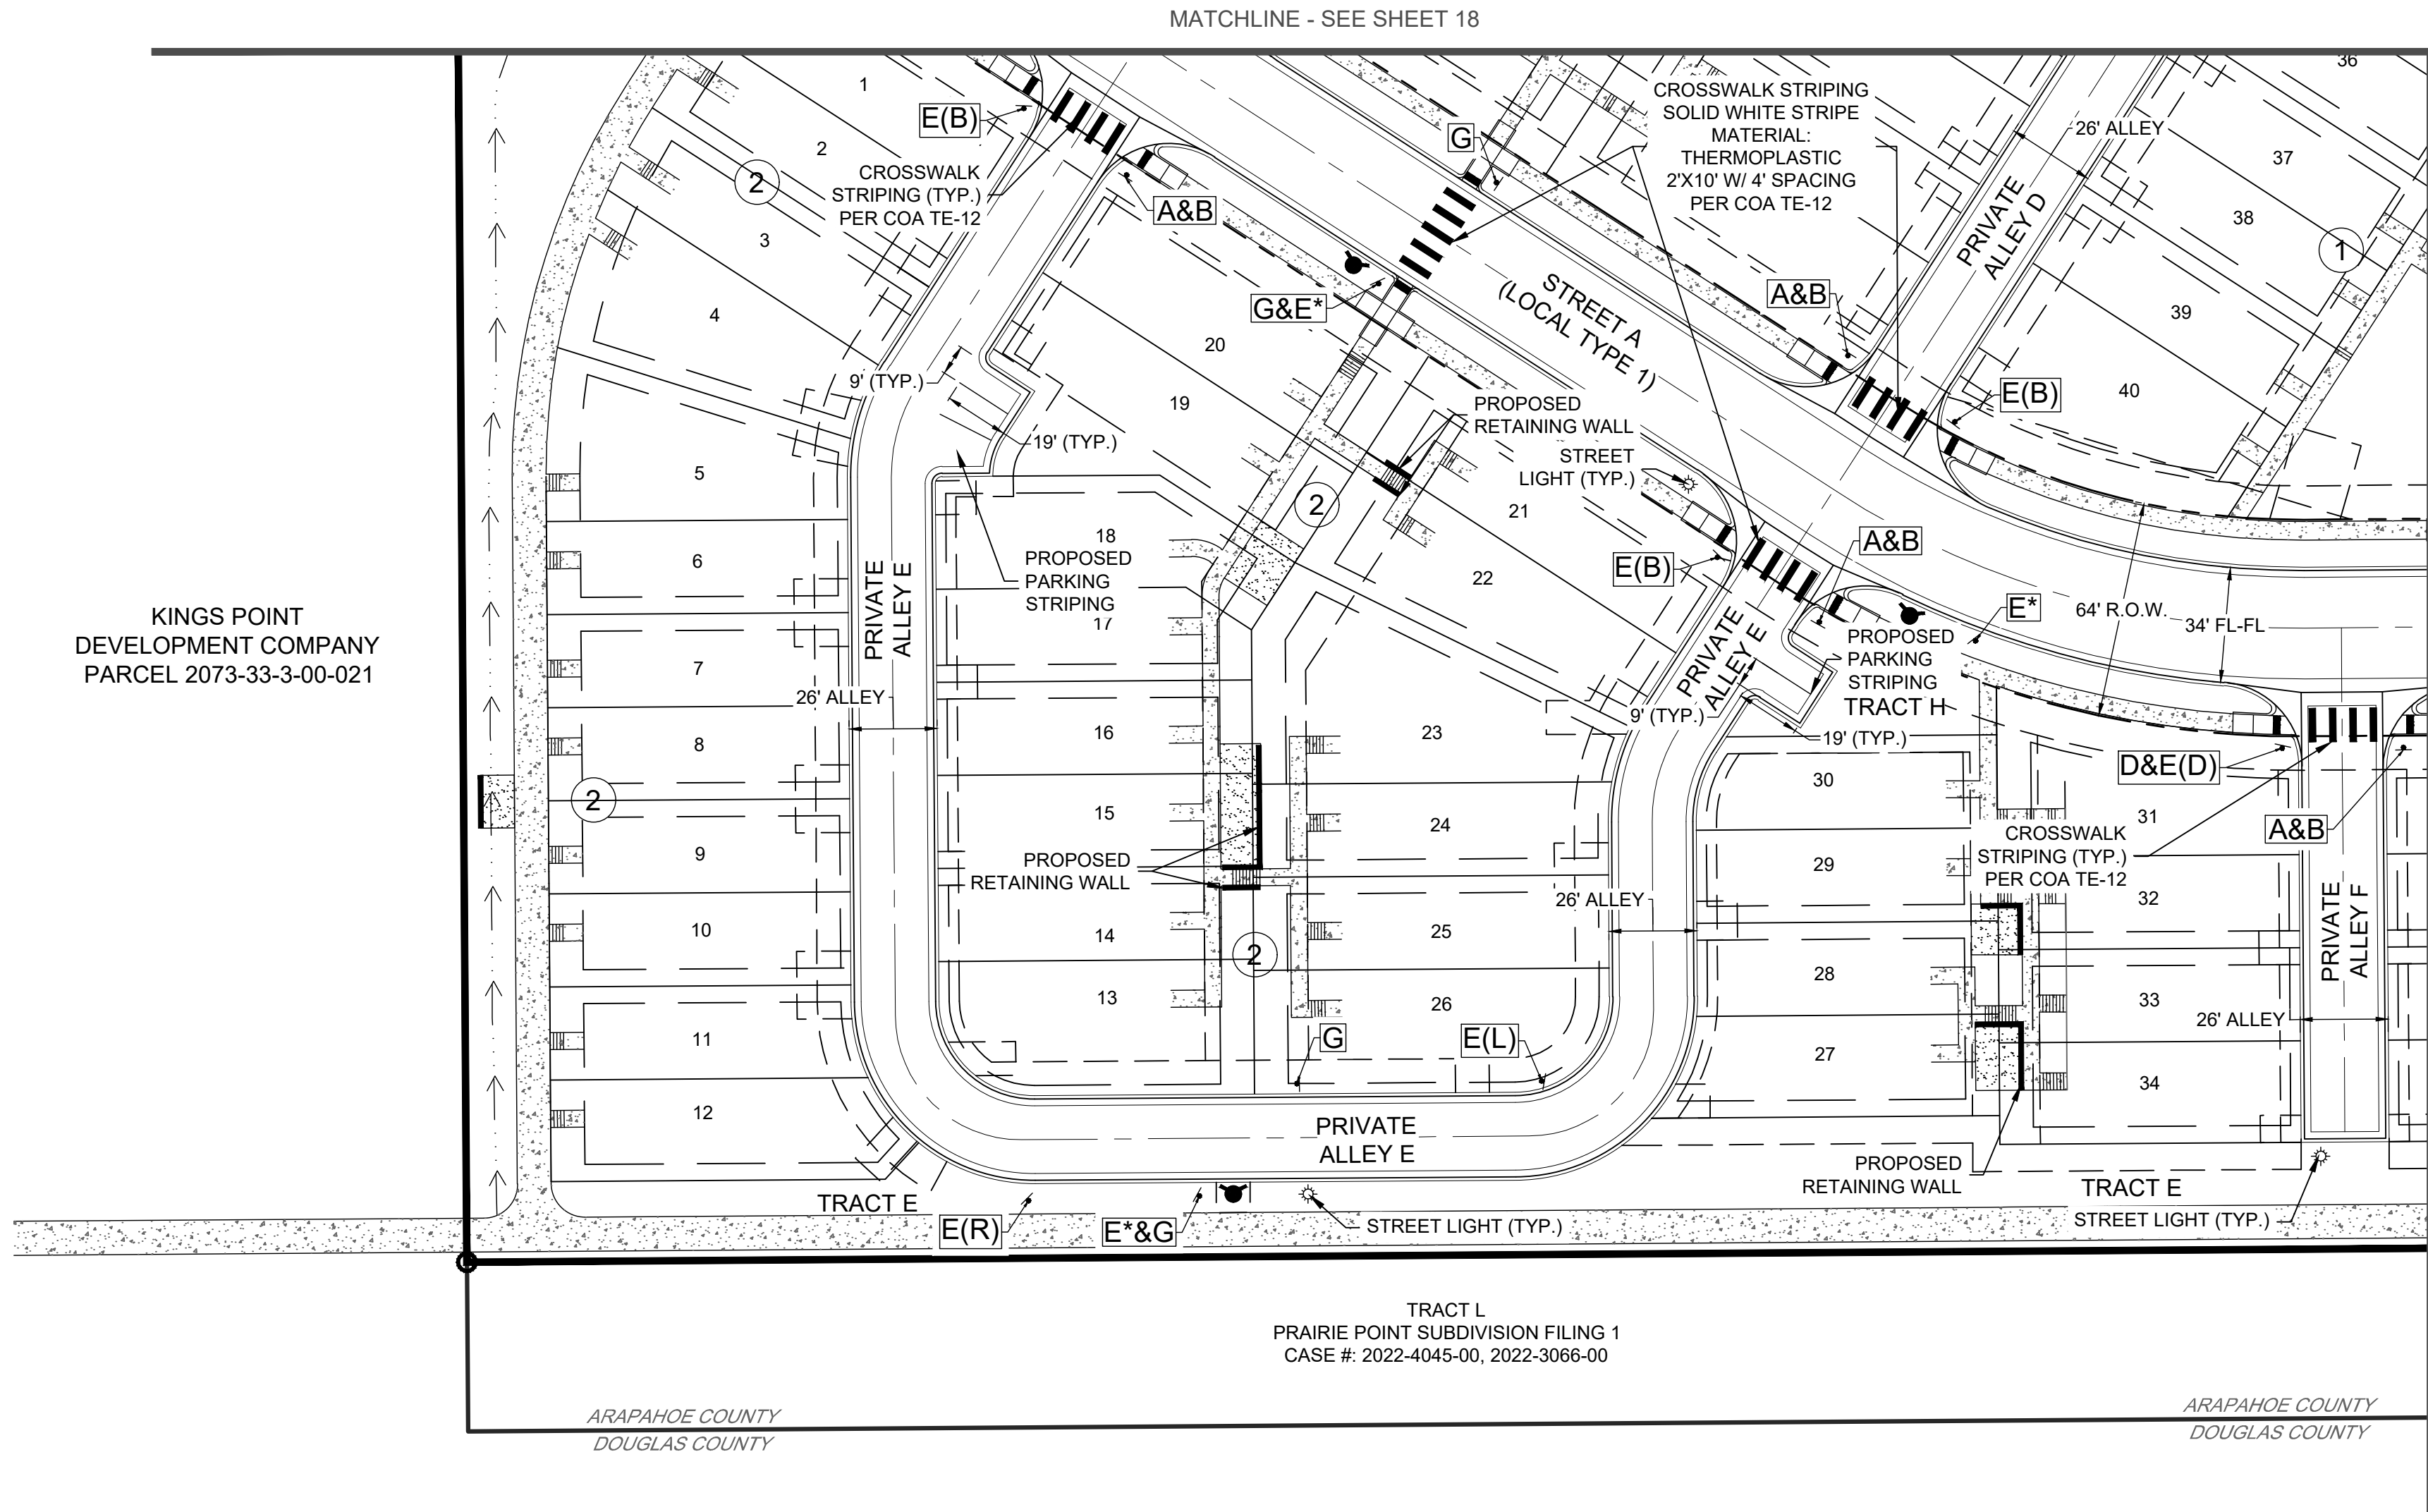 MATCHLINE - SEE SHEET 18
36
1
E(B)
2
2
CROSSWALK
STRIPING (TYP.)
PER COA TE-12
3
A&B
G
CROSSWALK STRIPING
SOLID WHITE STRIPE
MATERIAL:
THERMOPLASTIC
2'X10' W/ 4' SPACING
PER COA TE-12
26' ALLEY
37
PRIVATE
ALLEY D
38
1
4
G&E*
STREET A
(LOCAL TYPE 1)
A&B
39
20
9' (TYP.)
19
19' (TYP.)
PROPOSED
RETAINING WALL
STREET
LIGHT (TYP.)
E(B)
40
5
2
21
18
PROPOSED
PARKING
STRIPING
17
6
PRIVATE
ALLEY E
22
E(B)
A&B
E*
64' R.O.W.
34' FL-FL
KINGS POINT
DEVELOPMENT COMPANY
PARCEL 2073-33-3-00-021
7
26' ALLEY
PRIVATE
ALLEY E
PROPOSED
PARKING
STRIPING
TRACT H
9' (TYP.)
19' (TYP.)
8
16
23
D&E(D)
2
15
24
30
31
A&B
CROSSWALK
STRIPING (TYP.)
PER COA TE-12
9
PROPOSED
RETAINING WALL
29
26' ALLEY
32
PRIVATE
ALLEY F
10
14
2
25
28
13
26
33
26' ALLEY
11
G
E(L)
27
34
12
PRIVATE
ALLEY E
PROPOSED
RETAINING WALL
TRACT E
TRACT E
E(R)
E*&G
STREET LIGHT (TYP.)
STREET LIGHT (TYP.)
TRACT L
PRAIRIE POINT SUBDIVISION FILING 1
CASE #: 2022-4045-00, 2022-3066-00
ARAPAHOE COUNTY
DOUGLAS COUNTY
ARAPAHOE COUNTY
DOUGLAS COUNTY